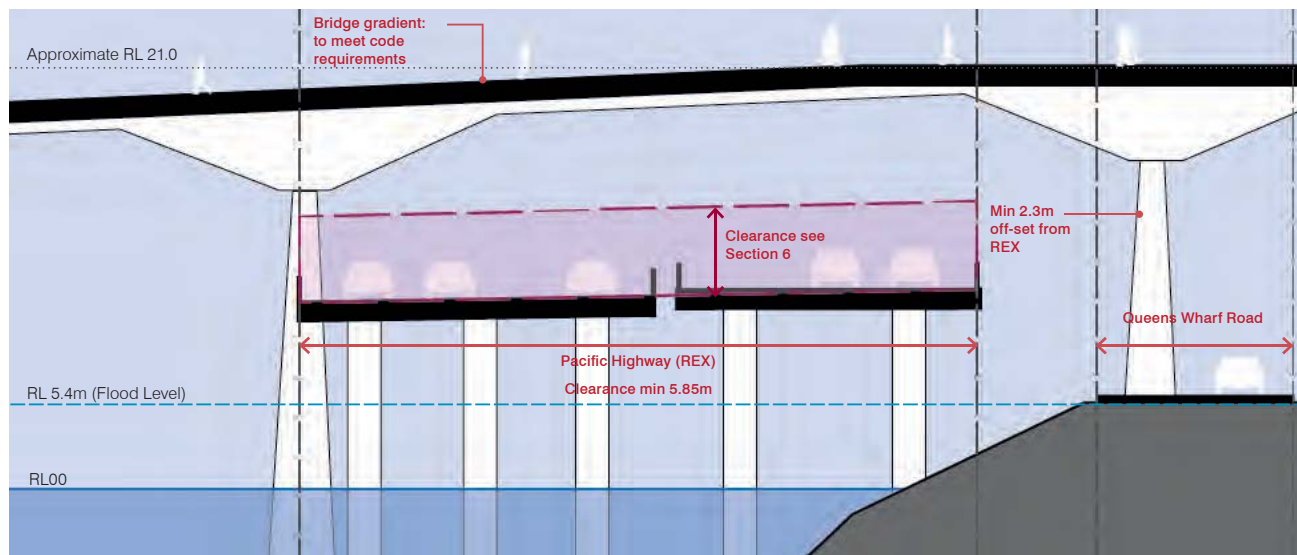 Bridge gradient:
to meet code
requirements
Approximate RL 21.0
Clearance see
Section 6
Min 2.3m
off-set from
REX
Queens Wharf Road
Pacific Highway (REX)
Clearance min 5.85m
RL 5.4m (Flood Level)
RL00